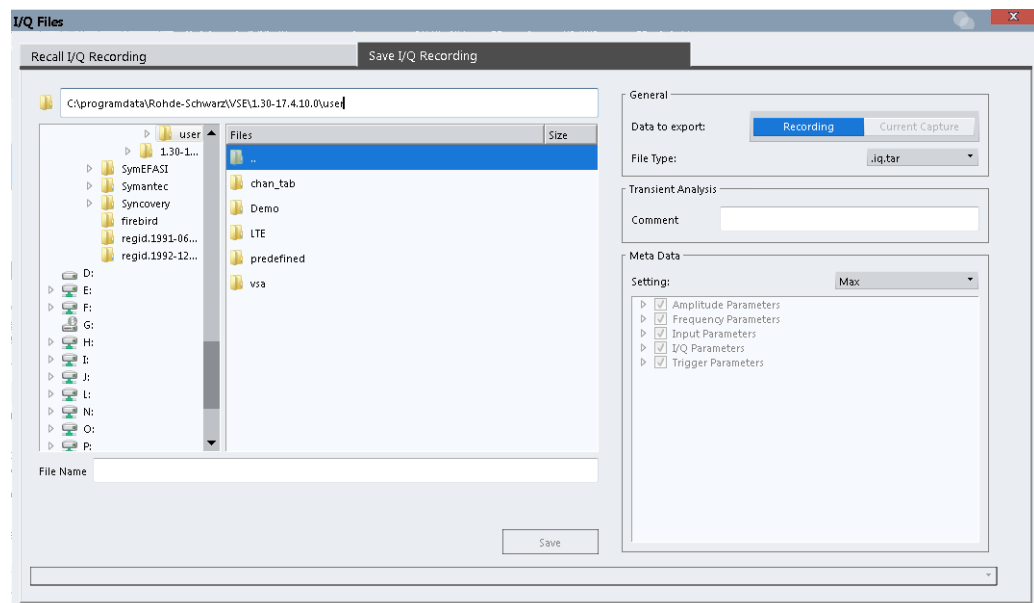 I/Q Files
x
Recall I/Q Recording
Save I/Q Recording
C:\programdata\Rohde-Schwarz\VSE\1.30-17.4.10.0\user
user
1.30-1...
SymEFASI
Symantec
Syncovery
firebird
regid.1991-06...
regid.1992-12...
D:
E:
F:
G:
H:
I:
J:
L:
N:
O:
P:
Files
Size
..
chan_tab
Demo
LTE
predefined
vsa
File Name
Save
General
Data to export:
Recording
Current Capture
File Type:
.iq.tar
Transient Analysis
Comment
Meta Data
Setting:
Max
Amplitude Parameters
Frequency Parameters
Input Parameters
I/Q Parameters
Trigger Parameters